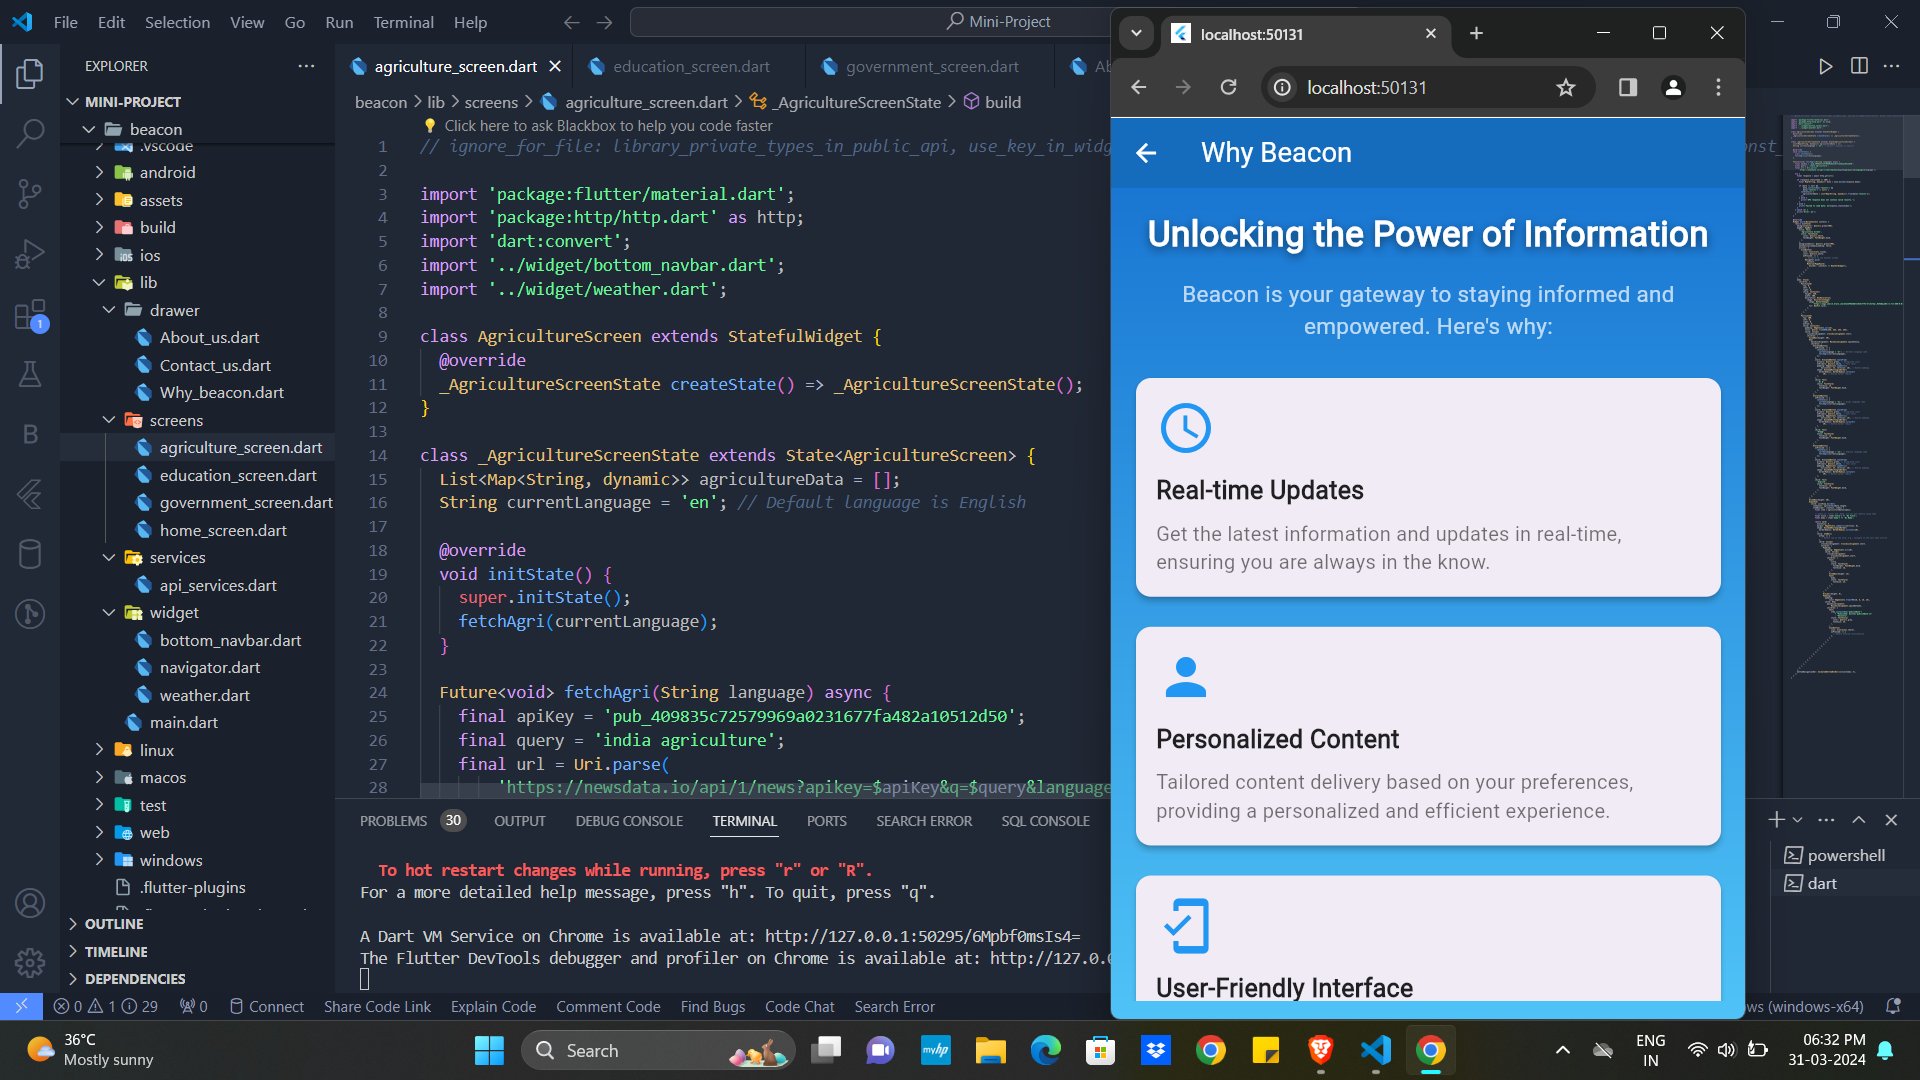 File Edit Selection View Go Run Terminal Help
Mini-Project
EXPLORER
MINI-PROJECT
beacon
.vscode
android
assets
build
ios
lib
drawer
About_us.dart
Contact_us.dart
Why_beacon.dart
screens
agriculture_screen.dart
education_screen.dart
government_screen.dart
home_screen.dart
services
api_services.dart
widget
bottom_navbar.dart
navigator.dart
weather.dart
main.dart
linux
macos
test
web
windows
.flutter-plugins
OUTLINE
TIMELINE
DEPENDENCIES
1
agriculture_screen.dart education_screen.dart government_screen.dart
beacon > lib > screens > agriculture_screen.dart > _AgricultureScreenState > build
Click here to ask Blackbox to help you code faster
1 // ignore_for_file: library_private_types_in_public_api, use_key_in_widg
2
3 import 'package:flutter/material.dart';
4 import 'package:http/http.dart' as http;
5 import 'dart:convert';
6 import '../widget/bottom_navbar.dart';
7 import '../widget/weather.dart';
8
9 class AgricultureScreen extends StatefulWidget {
10 @override
11 _AgricultureScreenState createState() => _AgricultureScreenState();
12 }
13
14 class _AgricultureScreenState extends State<AgricultureScreen> {
15 List<Map<String, dynamic>> agricultureData = [];
16 String currentLanguage = 'en'; // Default language is English
17
18 @override
19 void initState() {
20 super.initState();
21 fetchAgri(currentLanguage);
22 }
23
24 Future<void> fetchAgri(String language) async {
25 final apiKey = 'pub_409835c72579969a0231677fa482a10512d50';
26 final query = 'india agriculture';
27 final url = Uri.parse(
28 'https://newsdata.io/api/1/news?apikey=$apiKey&q=$query&language
PROBLEMS 30 OUTPUT DEBUG CONSOLE TERMINAL PORTS SEARCH ERROR SQL CONSOLE
To hot restart changes while running, press "r" or "R".
For a more detailed help message, press "h". To quit, press "q".
A Dart VM Service on Chrome is available at: http://127.0.0.1:50295/6Mpbf0msIs4=
The Flutter DevTools debugger and profiler on Chrome is available at: http://127.0.0
powershell
dart
0 1 29 0 Connect Share Code Link Explain Code Comment Code Find Bugs Code Chat Search Error
ws (windows-x64)
localhost:50131
localhost:50131
Why Beacon
Unlocking the Power of Information
Beacon is your gateway to staying informed and
empowered. Here's why:
Real-time Updates
Get the latest information and updates in real-time,
ensuring you are always in the know.
Personalized Content
Tailored content delivery based on your preferences,
providing a personalized and efficient experience.
User-Friendly Interface
36°C
Mostly sunny
Search
myhp
ENG
IN
06:32 PM
31-03-2024